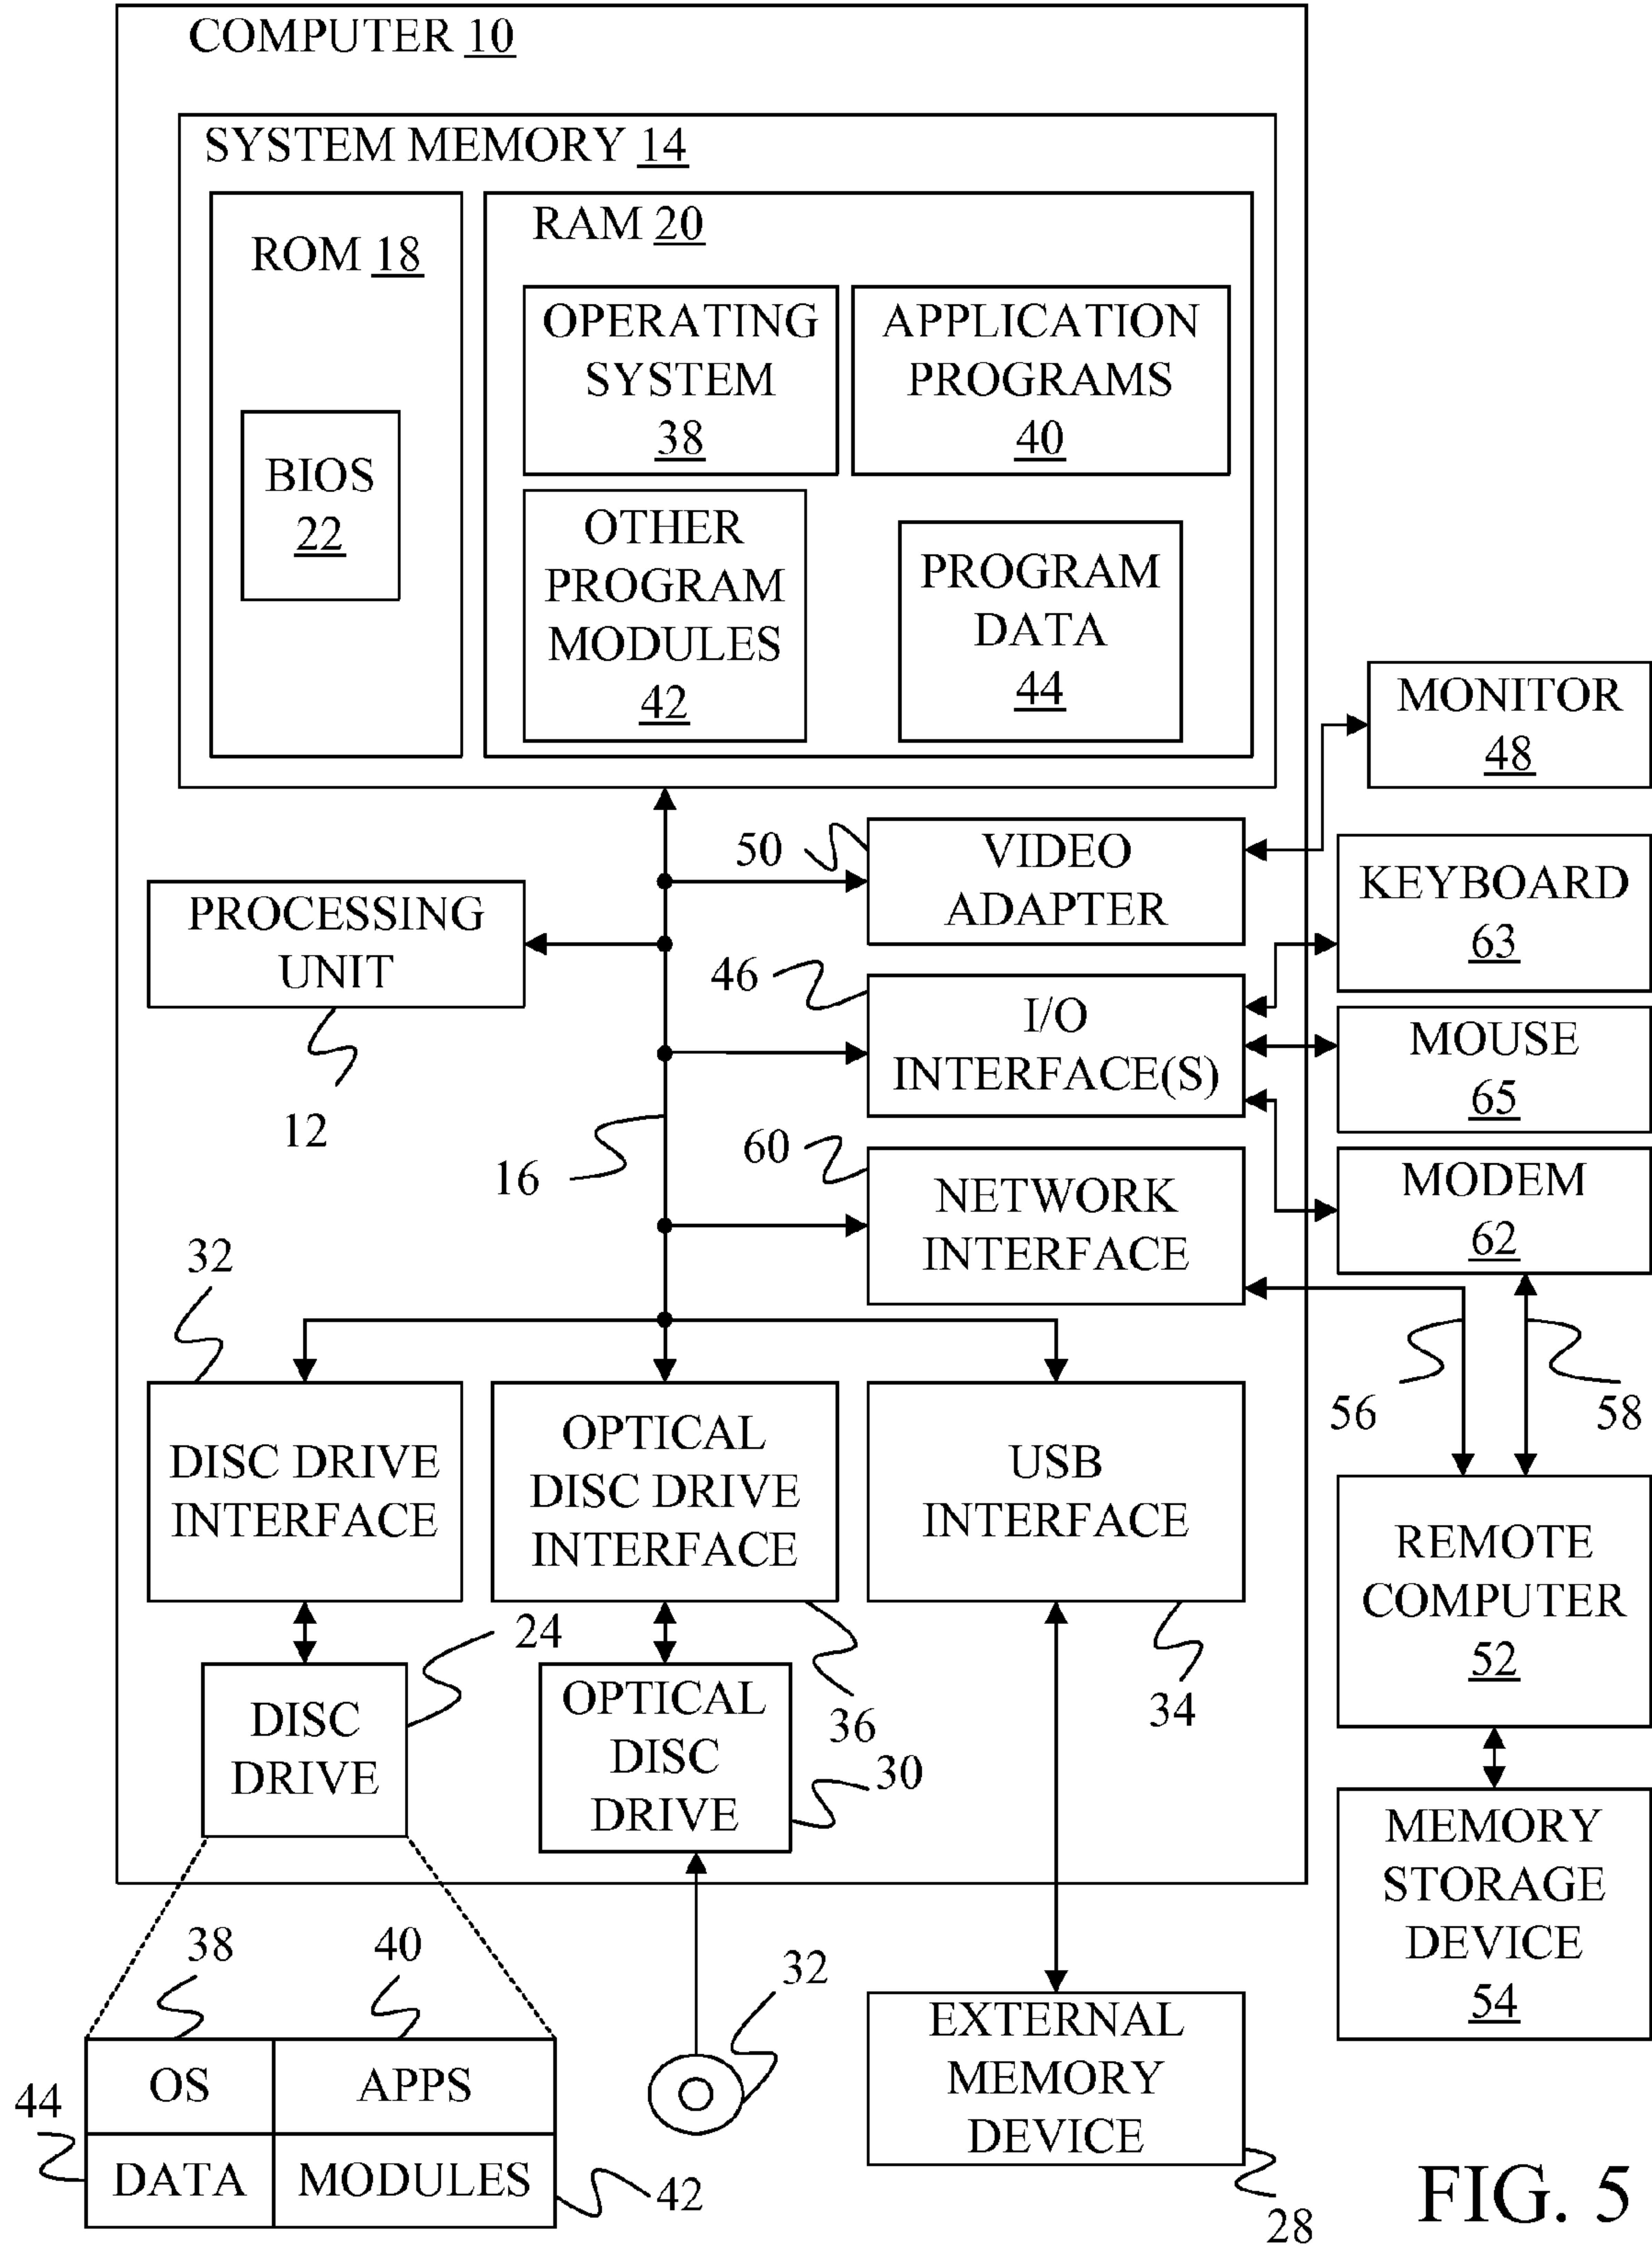 COMPUTER 10
SYSTEM MEMORY 14
ROM 18
BIOS
22
RAM 20
OPERATING
SYSTEM
38
APPLICATION
PROGRAMS
40
OTHER
PROGRAM
MODULES
42
PROGRAM
DATA
44
MONITOR
48
50
VIDEO
ADAPTER
KEYBOARD
63
PROCESSING
UNIT
12
46
I/O
INTERFACE(S)
MOUSE
65
16
60
NETWORK
INTERFACE
MODEM
62
32
56
58
DISC DRIVE
INTERFACE
OPTICAL
DISC DRIVE
INTERFACE
USB
INTERFACE
REMOTE
COMPUTER
52
24
36
34
DISC
DRIVE
OPTICAL
DISC
DRIVE
30
MEMORY
STORAGE
DEVICE
54
38
40
32
OS
APPS
44
DATA
MODULES
42
EXTERNAL
MEMORY
DEVICE
28
FIG. 5